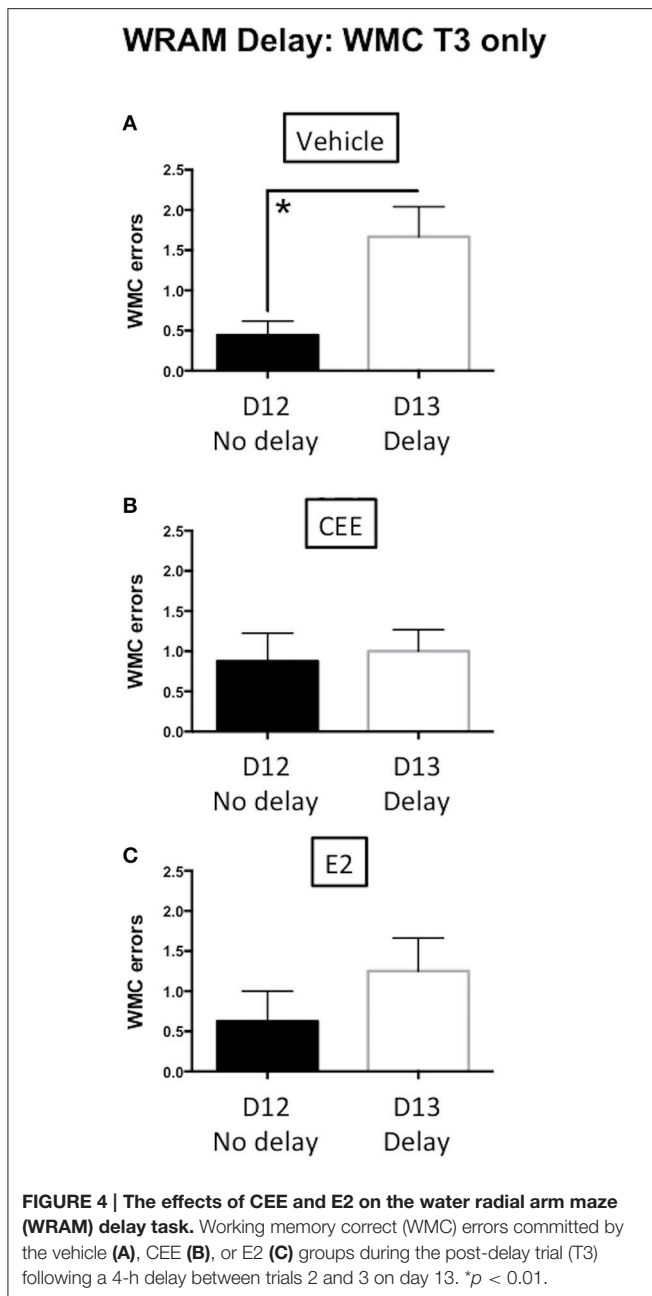 WRAM Delay: WMC T3 only
A
Vehicle
2.5
2.0
1.5
1.0
0.5
0.0
WMC errors
*
D12 D13
No delay Delay
B
CEE
2.5
2.0
1.5
1.0
0.5
0.0
WMC errors
D12 D13
No delay Delay
C
E2
2.5
2.0
1.5
1.0
0.5
0.0
WMC errors
D12 D13
No delay Delay
FIGURE 4 | The effects of CEE and E2 on the water radial arm maze
(WRAM) delay task. Working memory correct (WMC) errors committed by
the vehicle (A), CEE (B), or E2 (C) groups during the post-delay trial (T3)
following a 4-h delay between trials 2 and 3 on day 13. *p < 0.01.